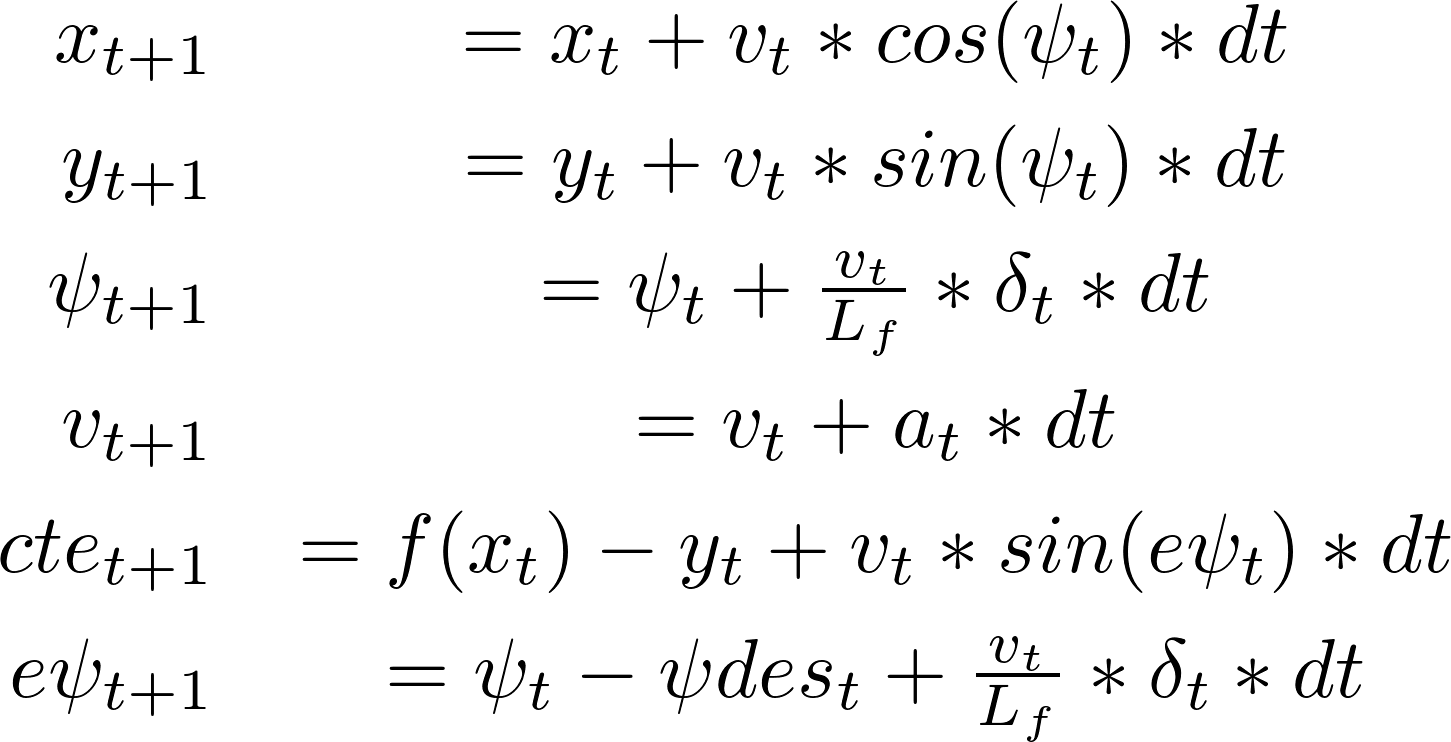 x_{t+1} = x_t + v_t * cos(ψ_t) * dt
y_{t+1} = y_t + v_t * sin(ψ_t) * dt
ψ_{t+1} = ψ_t + \frac{v_t}{L_f} * δ_t * dt
v_{t+1} = v_t + a_t * dt
cte_{t+1} = f(x_t) − y_t + v_t * sin(eψ_t) * dt
eψ_{t+1} = ψ_t − ψdes_t + \frac{v_t}{L_f} * δ_t * dt